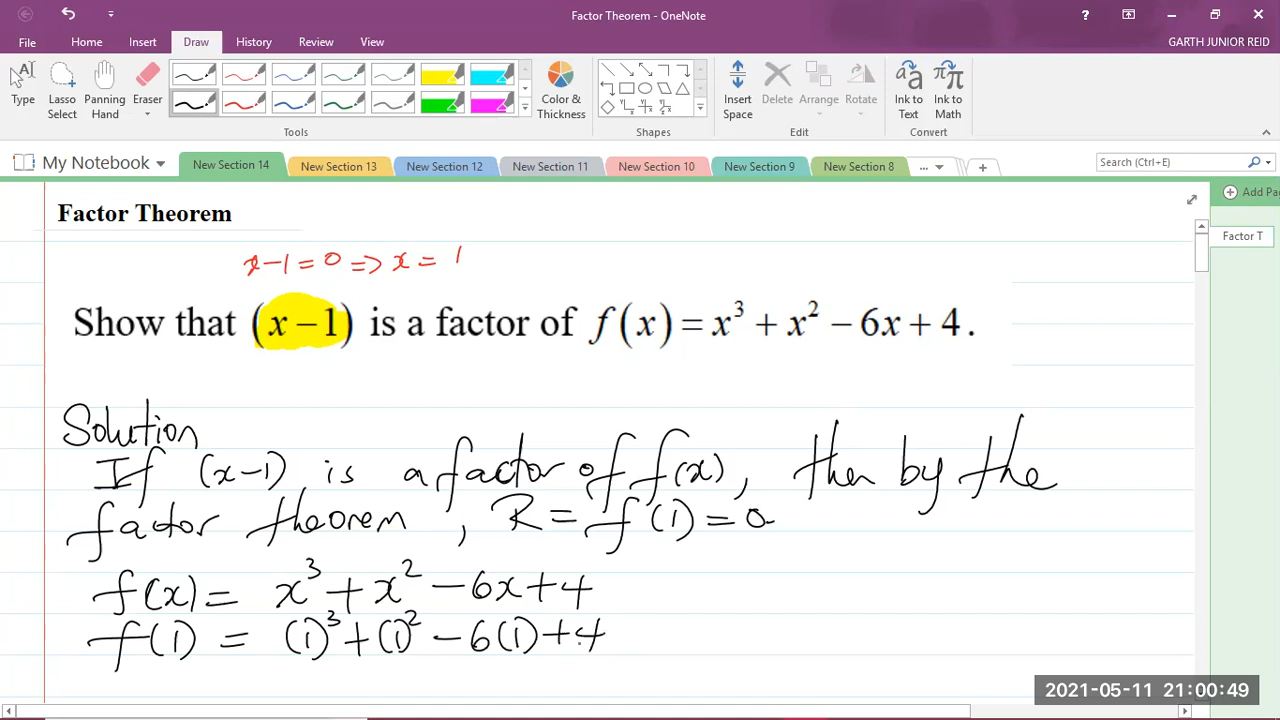 Factor Theorem - OneNote
GARTH JUNIOR REID
File Home Insert Draw History Review View
Type
Lasso Select
Panning Hand
Eraser
Color & Thickness
Insert Space
Delete
Arrange
Rotate
Ink to Text
Ink to Math
Tools
Shapes
Edit
Convert
My Notebook
New Section 14
New Section 13
New Section 12
New Section 11
New Section 10
New Section 9
New Section 8
...
Search (Ctrl+E)
Add Pa
Factor T
Factor Theorem
x-1 = 0 => x = 1
Show that (x−1) is a factor of f(x) = x³ + x² − 6x + 4.
Solution
If (x-1) is a factor of f(x), then by the
factor theorem, R = f(1) = 0
f(x) = x³ + x² - 6x + 4
f(1) = (1)³ + (1)² - 6(1) + 4
2021-05-11 21:00:49